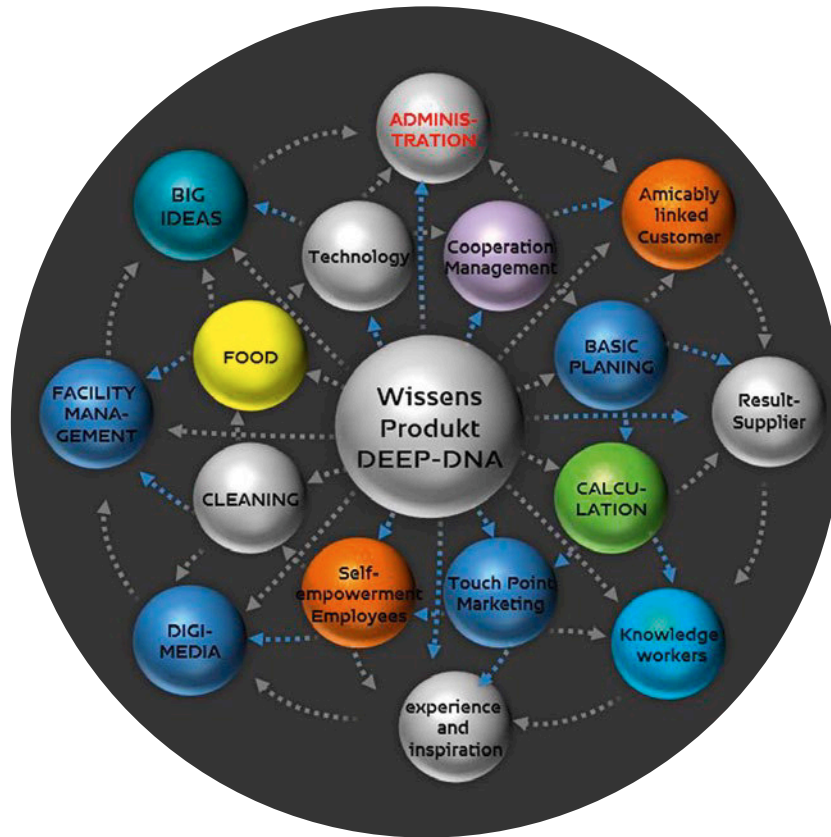 ADMINIS-
TRATION
BIG
IDEAS
Amicably
linked
Customer
Technology
Cooperation
Management
FOOD
BASIC
PLANING
FACILITY
MANA-
GEMENT
Wissens
Produkt
DEEP-DNA
Result-
Supplier
CLEANING
CALCU-
LATION
Self-
empowerment
Employees
Touch Point
Marketing
DIGI-
MEDIA
Knowledge
workers
experience
and
inspiration